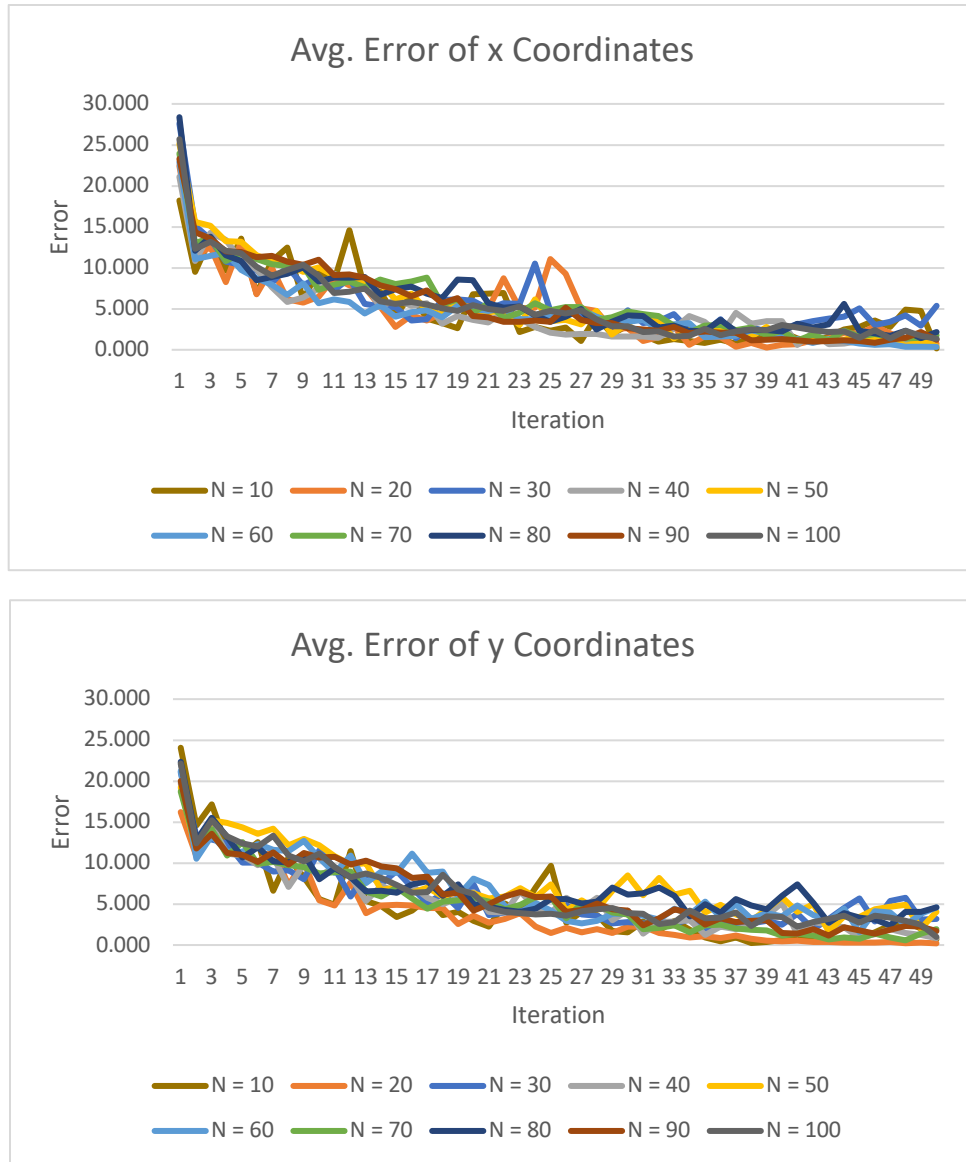 Avg. Error of x Coordinates
30.000
25.000
20.000
15.000
10.000
5.000
0.000
Error
1 3 5 7 9 11 13 15 17 19 21 23 25 27 29 31 33 35 37 39 41 43 45 47 49
Iteration
N = 10 N = 20 N = 30 N = 40 N = 50
N = 60 N = 70 N = 80 N = 90 N = 100
Avg. Error of y Coordinates
30.000
25.000
20.000
15.000
10.000
5.000
0.000
Error
1 3 5 7 9 11 13 15 17 19 21 23 25 27 29 31 33 35 37 39 41 43 45 47 49
Iteration
N = 10 N = 20 N = 30 N = 40 N = 50
N = 60 N = 70 N = 80 N = 90 N = 100